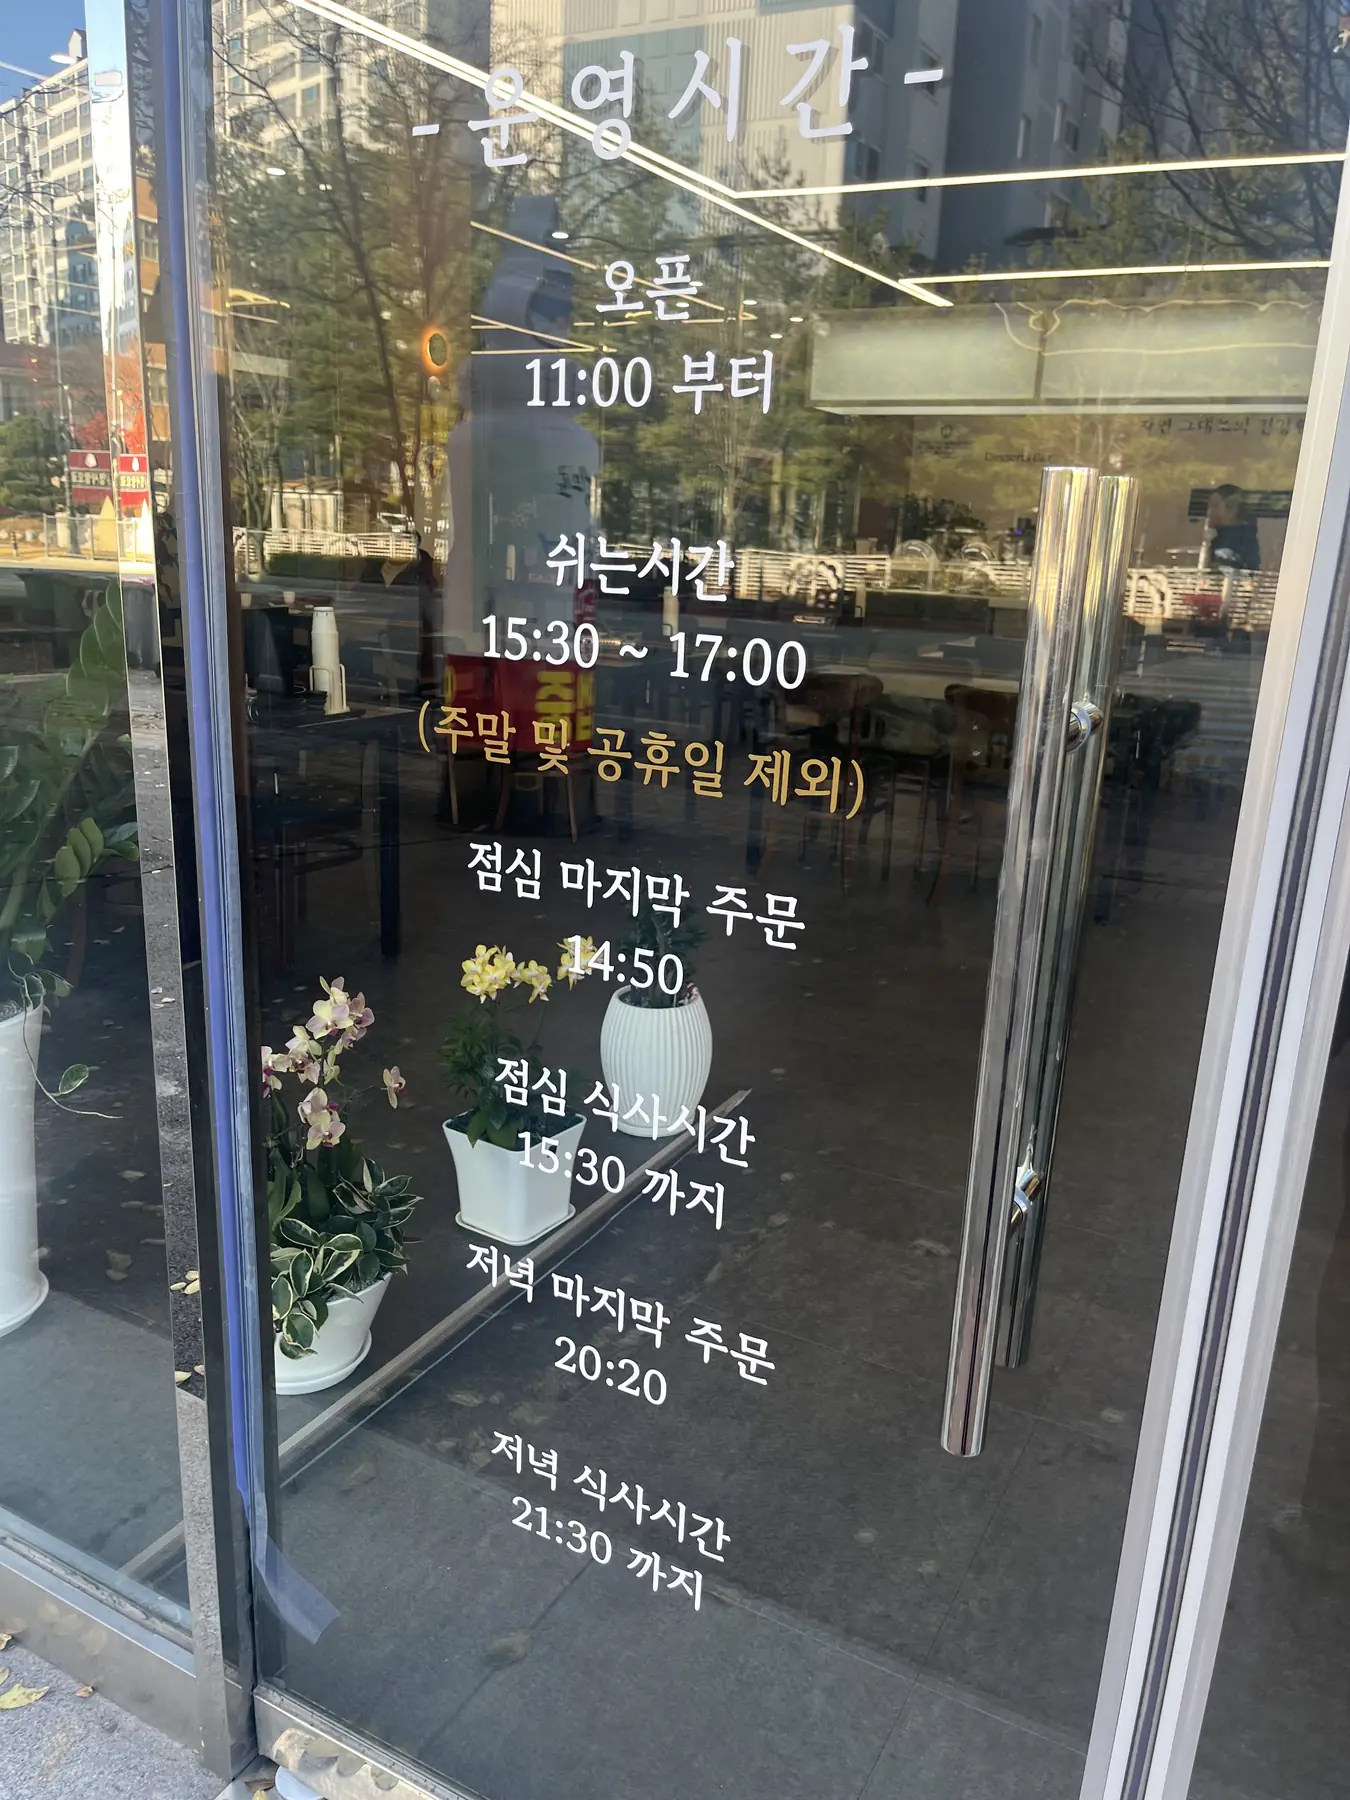 - 운영시간 -
오픈
11:00 부터
쉬는시간
15:30 ~ 17:00
(주말 및 공휴일 제외)
점심 마지막 주문
14:50
점심 식사시간
15:30 까지
저녁 마지막 주문
20:20
저녁 식사시간
21:30 까지